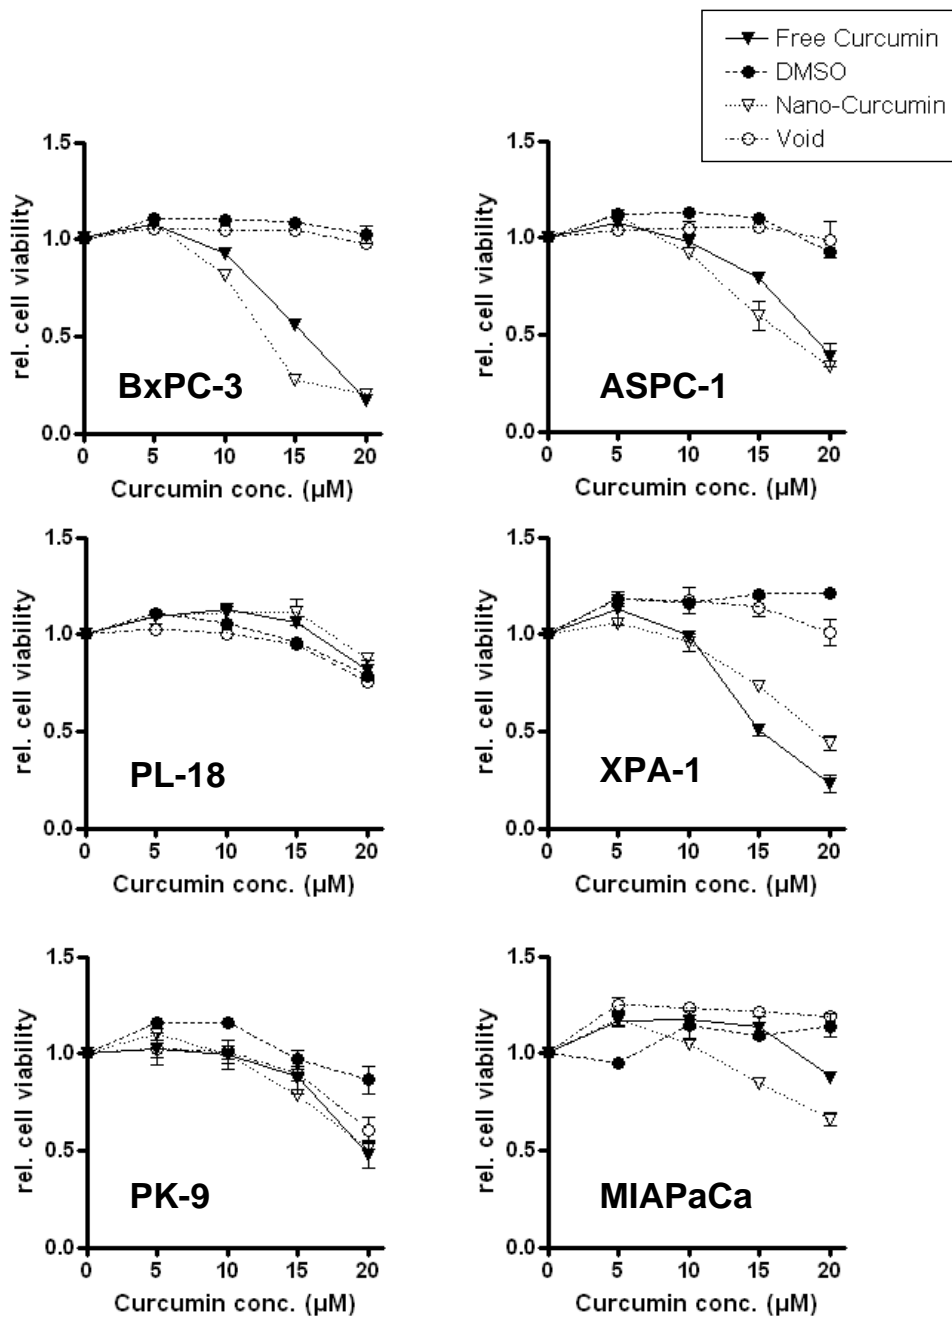 Free Curcumin
DMSO
Nano-Curcumin
Void
1.5
1.0
0.5
0.0
rel. cell viability
BxPC-3
0 5 10 15 20
Curcumin conc. (µM)
1.5
1.0
0.5
0.0
rel. cell viability
ASPC-1
0 5 10 15 20
Curcumin conc. (µM)
1.5
1.0
0.5
0.0
rel. cell viability
PL-18
0 5 10 15 20
Curcumin conc. (µM)
1.5
1.0
0.5
0.0
rel. cell viability
XPA-1
0 5 10 15 20
Curcumin conc. (µM)
1.5
1.0
0.5
0.0
rel. cell viability
PK-9
0 5 10 15 20
Curcumin conc. (µM)
1.5
1.0
0.5
0.0
rel. cell viability
MIAPaCa
0 5 10 15 20
Curcumin conc. (µM)